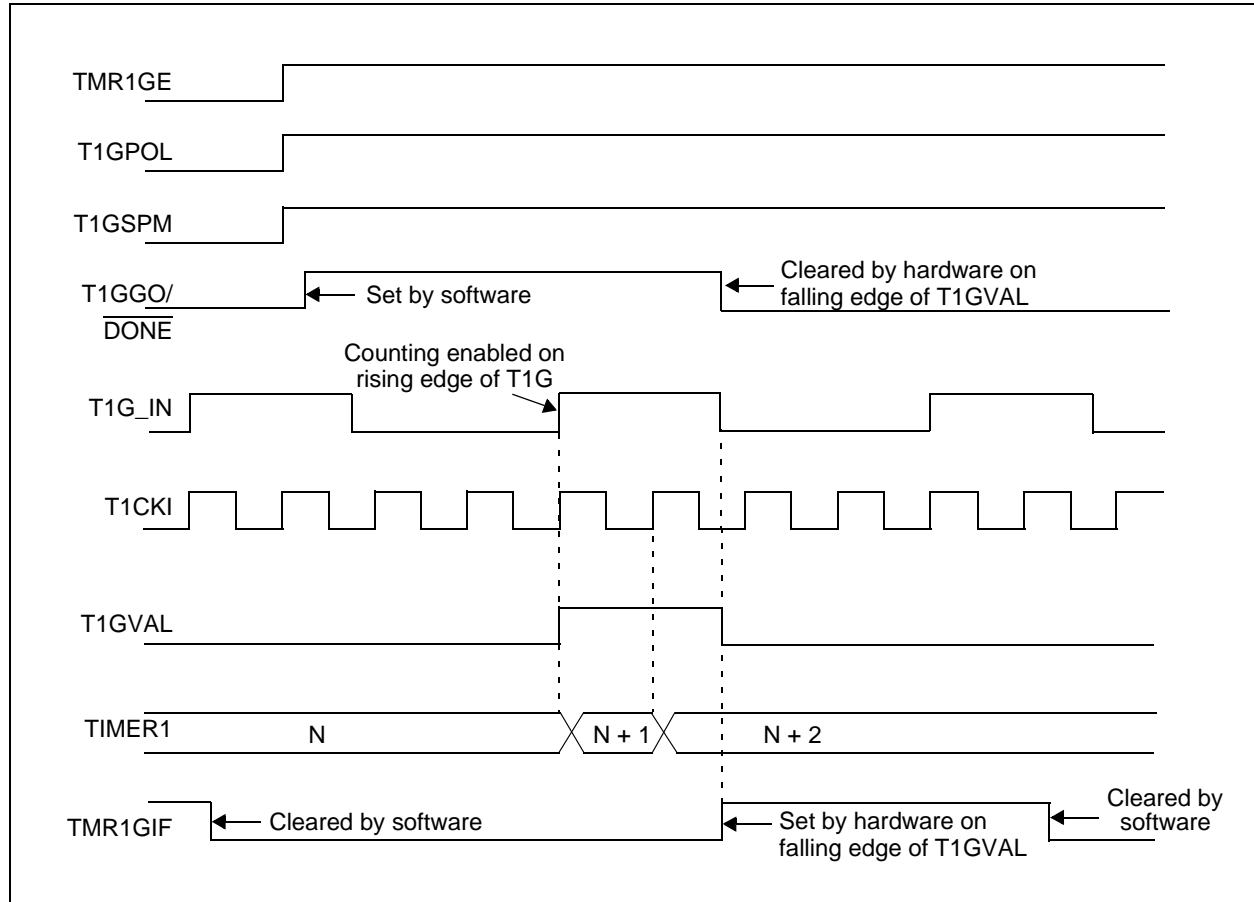 TMR1GE
T1GPOL
T1GSPM
T1GGO/
DONE
Set by software
Cleared by hardware on
falling edge of T1GVAL
Counting enabled on
rising edge of T1G
T1G_IN
T1CKI
T1GVAL
TIMER1
N
N + 1
N + 2
TMR1GIF
Cleared by software
Set by hardware on
falling edge of T1GVAL
Cleared by
software